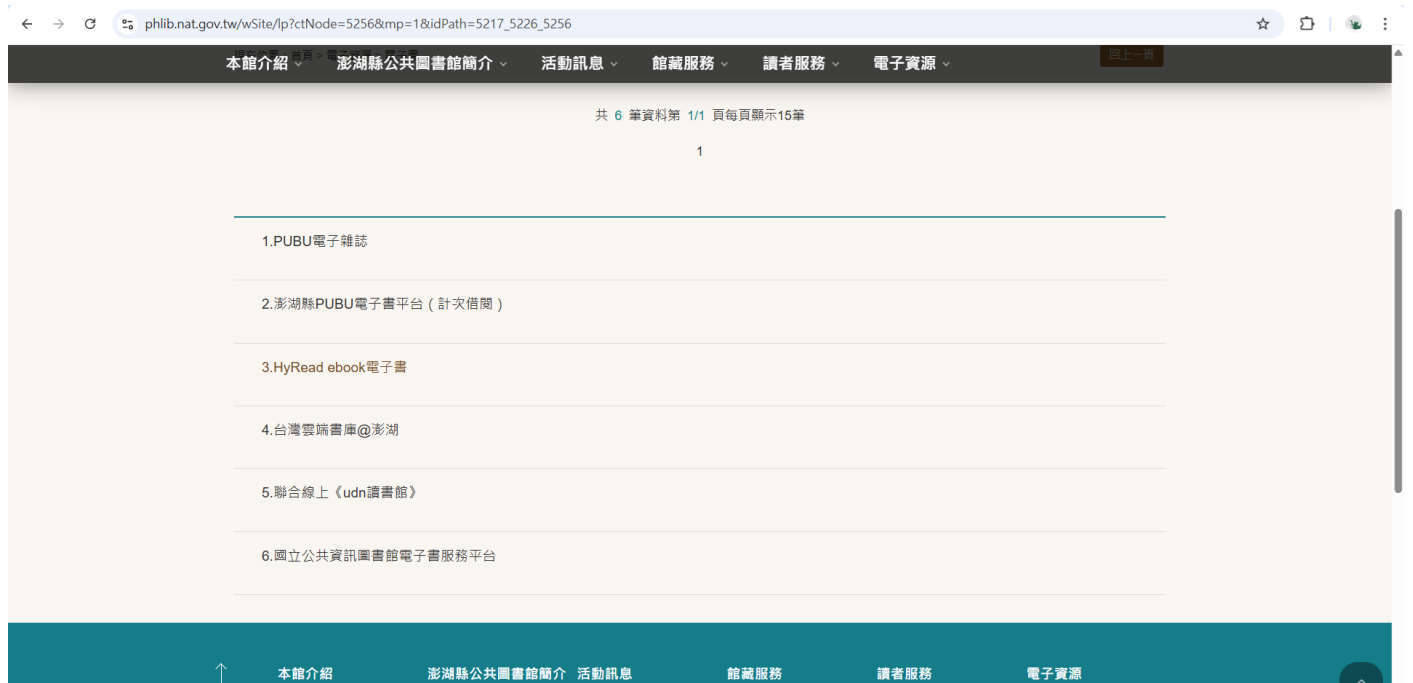 phlib.nat.gov.tw/wSite/lp?ctNode=5256&mp=1&idPath=5217_5226_5256
本館介紹 澎湖縣公共圖書館簡介 活動訊息 館藏服務 讀者服務 電子資源
回上一頁
共 6 筆資料第 1/1 頁每頁顯示15筆
1
1.PUBU電子雜誌
2.澎湖縣PUBU電子書平台（計次借閱）
3.HyRead ebook電子書
4.台灣雲端書庫@澎湖
5.聯合線上《udn讀書館》
6.國立公共資訊圖書館電子書服務平台
本館介紹 澎湖縣公共圖書館簡介 活動訊息 館藏服務 讀者服務 電子資源